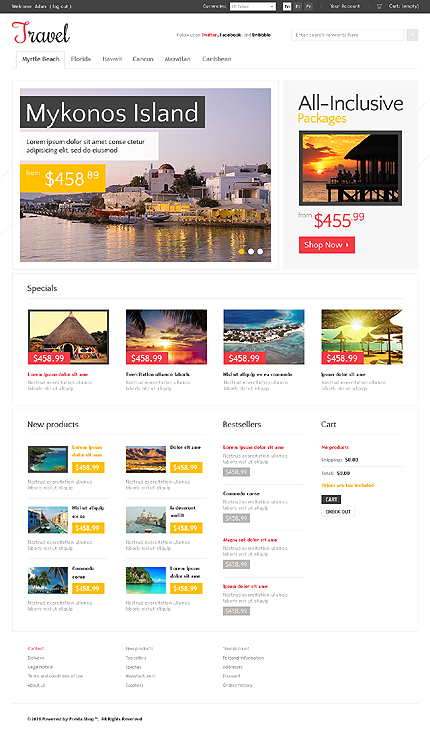 Welcome Adam ( log out )
Currencies:
En
Your Account
Cart: (empty)
Travel
Follow us on Twitter, Facebook, and Dribbble
Enter search keywords here
Myrtle Beach
Florida
Hawaii
Cancun
Mazatlan
Caribbean
Mykonos Island
Lorem ipsum dolor sit amet conse ctetur
adipisicing elit, sed do eiusmod
from $458.89
All-Inclusive
Packages
from $455.99
Shop Now
Specials
$458.99
$458.99
$458.99
$458.99
Lorem ipsum dolor sit ame
Exercitation ullamco laboris
Nisi ut aliquip ex ea commodo
Ipsum dolor sit ame
Nostrud exercitation ullamco
laboris nisi ut aliquip
Nostrud exercitation ullamco
laboris nisi ut aliquip
Nostrud exercitation ullamco
laboris nisi ut aliquip
Nostrud exercitation ullamco
laboris nisi ut aliquip
New products
Lorem ipsum
dolor sit ame
$458.99
Nostrud exercitation ullamco
laboris nisi ut aliquip
Dolor sit ame
$458.99
Nostrud exercitation ullamco
laboris nisi ut aliquip
Nisi ut aliquip
ex ea
$458.99
Nostrud exercitation ullamco
laboris nisi ut aliquip
In deserunt
mollit
$458.99
Nostrud exercitation ullamco
laboris nisi ut aliquip
Commodo
conse
$458.99
Nostrud exercitation ullamco
laboris nisi ut aliquip
Lorem ipsum
dolor sit ame
$458.99
Nostrud exercitation ullamco
laboris nisi ut aliquip
Bestsellers
Lorem ipsum dolor sit ame
Nostrud exercitation ullamco
laboris nisi ut aliquip
$458.99
Commodo conse
Nostrud exercitation ullamco
laboris nisi ut aliquip
$458.99
Magna set dolor sit ame
Nostrud exercitation ullamco
laboris nisi ut aliquip
$458.99
Ipsum dolor sit ame
Nostrud exercitation ullamco
laboris nisi ut aliquip
$458.99
Cart
No products
Shipping $0.00
Totals $0.00
Prices are tax included
CART
CHECK OUT
Contact
Delivery
Legal Notice
Terms and conditions of use
About us
New products
Top sellers
Specials
Manufacturers
Suppliers
Your account
Personal information
Addresses
Discount
Orders history
Powered by Presta Shop™. All Rights Reserved